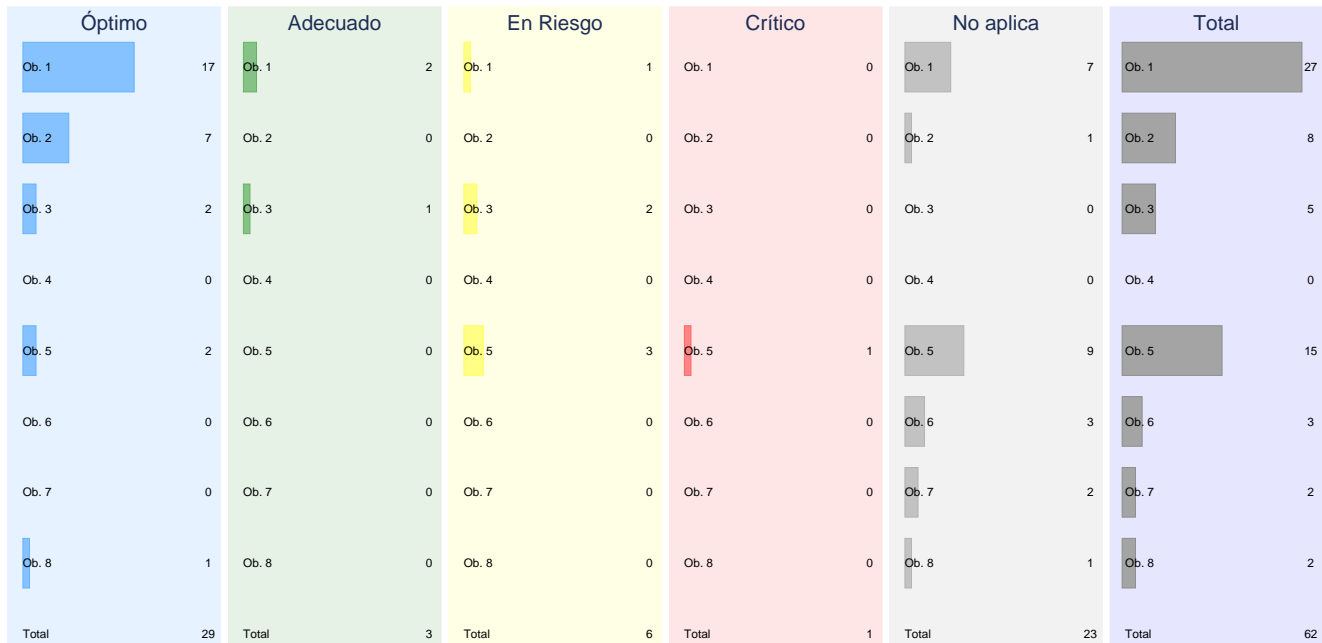 Óptimo Adecuado En Riesgo Crítico No aplica Total
Ob. 1 17 Ob. 1 2 Ob. 1 1 Ob. 1 0 Ob. 1 7 Ob. 1 27
Ob. 2 7 Ob. 2 0 Ob. 2 0 Ob. 2 0 Ob. 2 1 Ob. 2 8
Ob. 3 2 Ob. 3 1 Ob. 3 2 Ob. 3 0 Ob. 3 0 Ob. 3 5
Ob. 4 0 Ob. 4 0 Ob. 4 0 Ob. 4 0 Ob. 4 0 Ob. 4 0
Ob. 5 2 Ob. 5 0 Ob. 5 3 Ob. 5 1 Ob. 5 9 Ob. 5 15
Ob. 6 0 Ob. 6 0 Ob. 6 0 Ob. 6 0 Ob. 6 3 Ob. 6 3
Ob. 7 0 Ob. 7 0 Ob. 7 0 Ob. 7 0 Ob. 7 2 Ob. 7 2
Ob. 8 1 Ob. 8 0 Ob. 8 0 Ob. 8 0 Ob. 8 1 Ob. 8 2
Total 29 Total 3 Total 6 Total 1 Total 23 Total 62